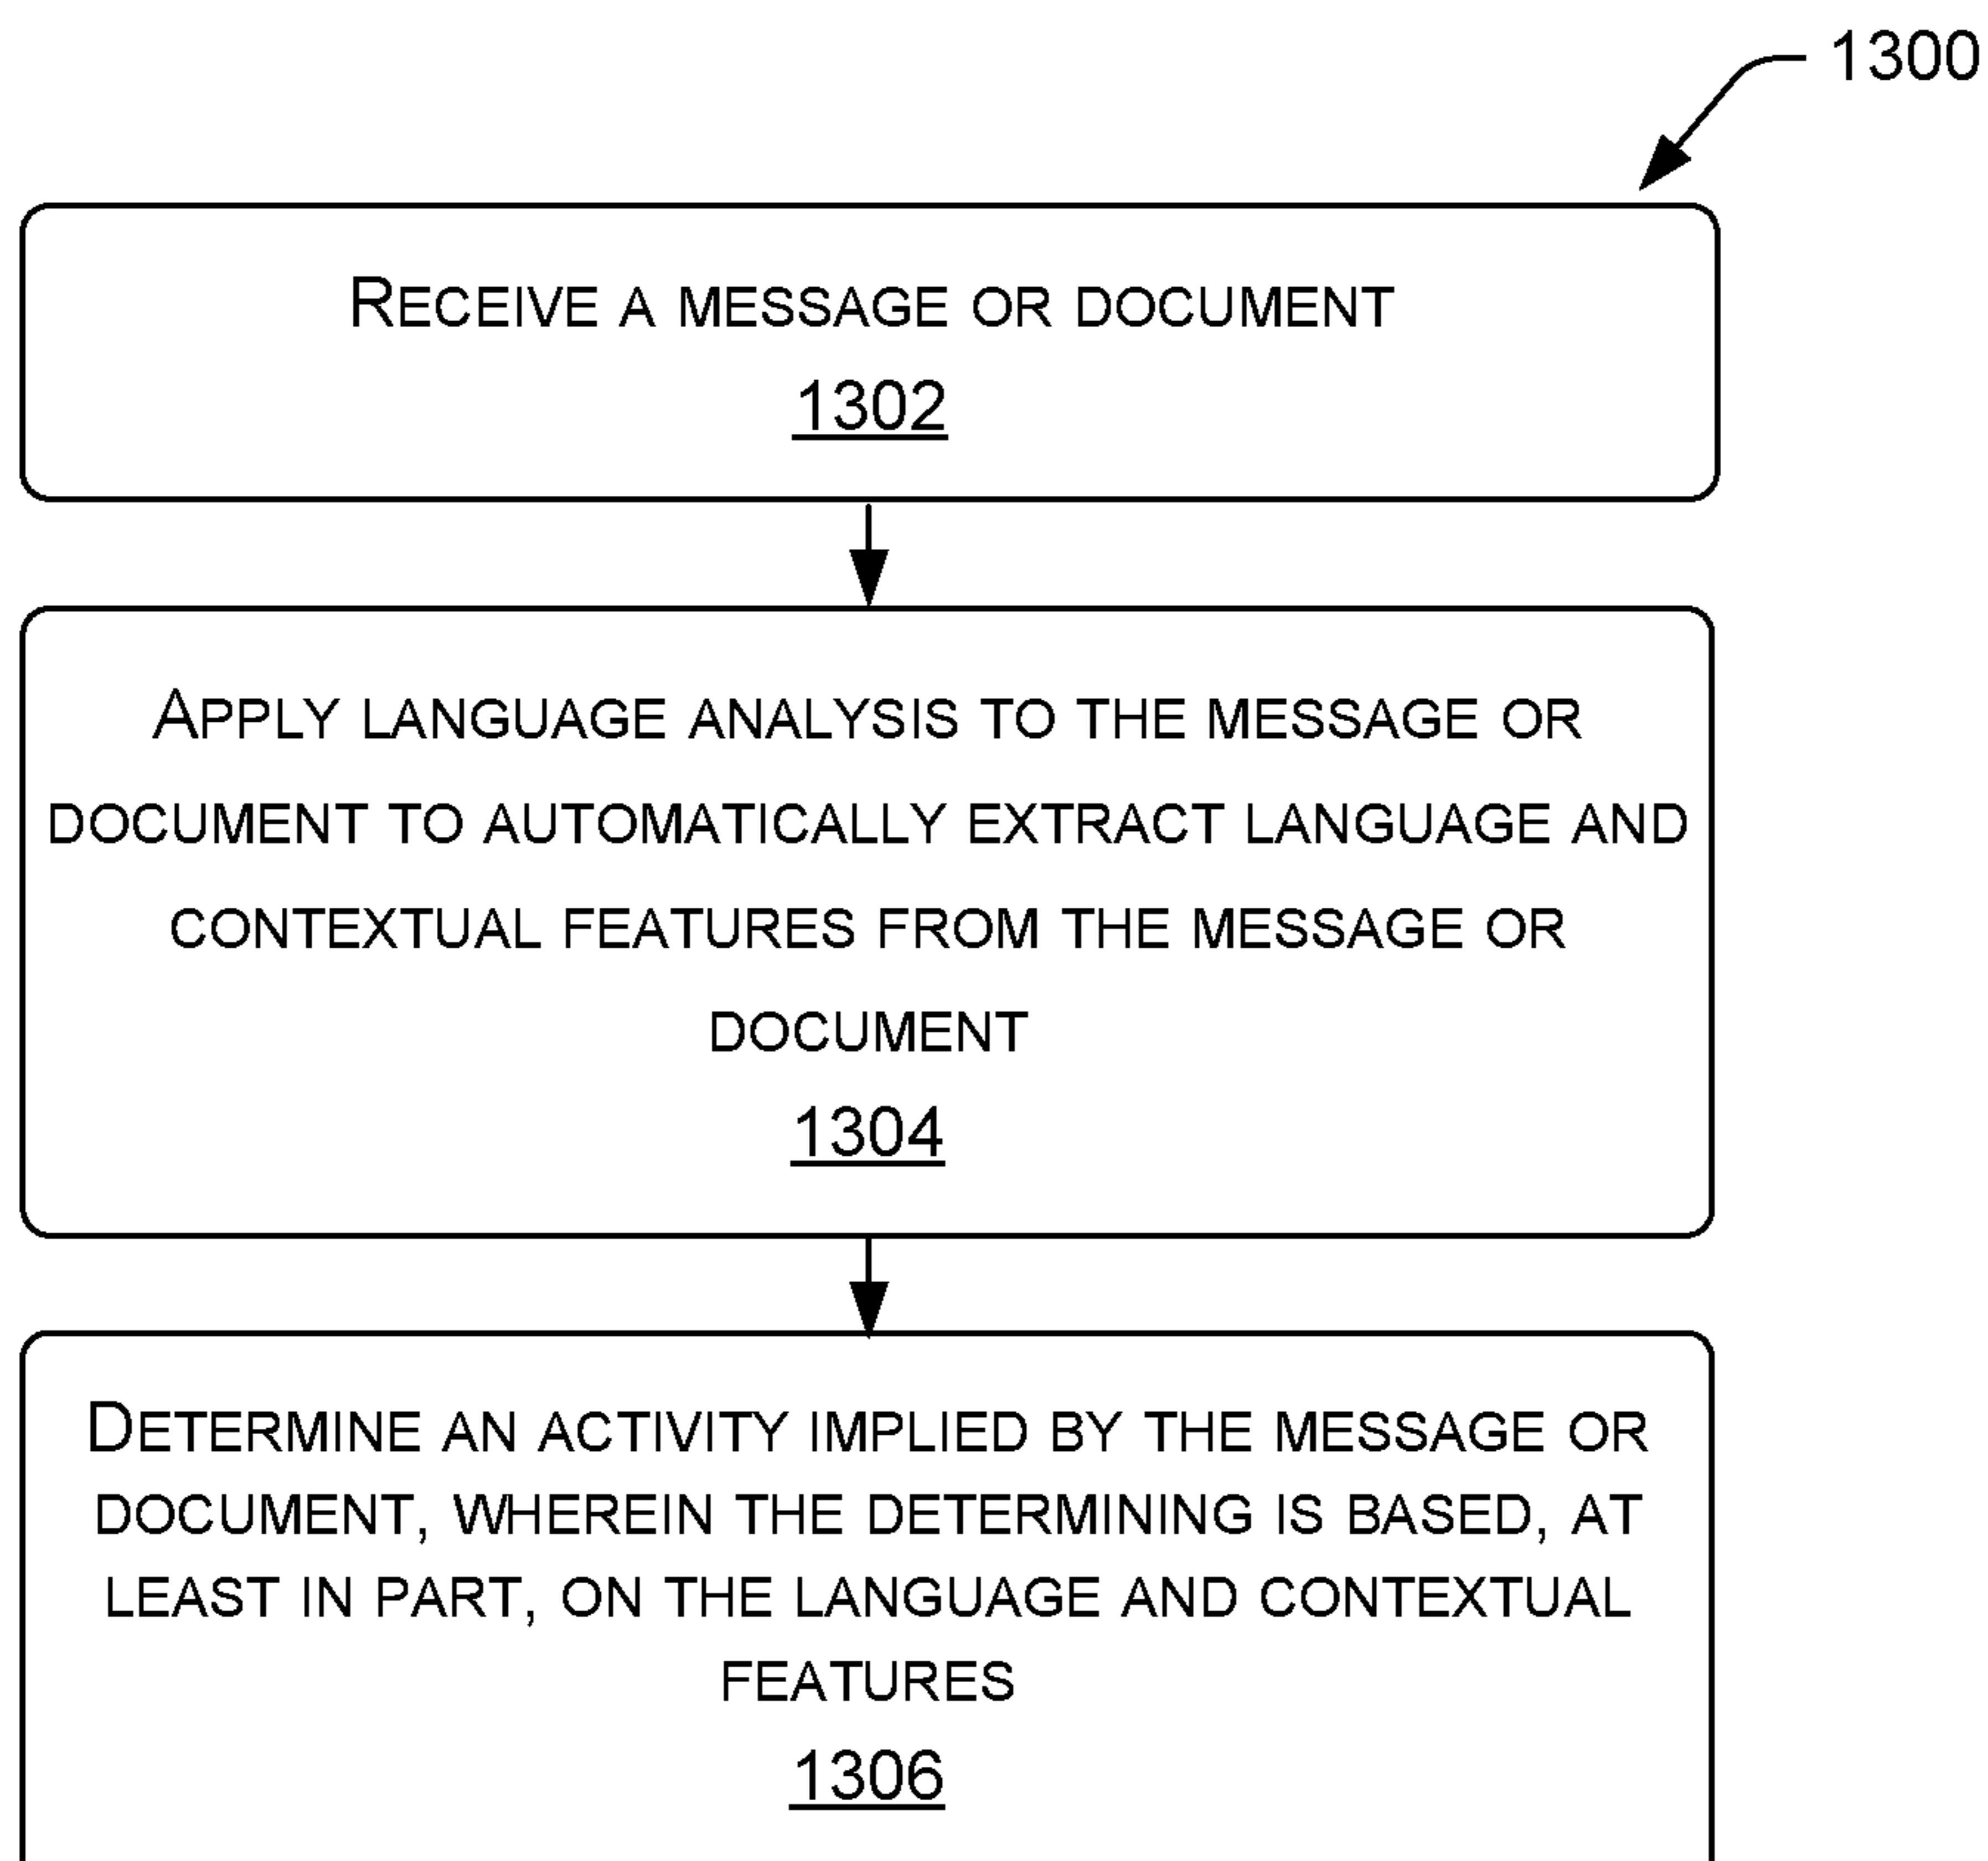 1300
Receive a message or document
1302
Apply language analysis to the message or
document to automatically extract language and
contextual features from the message or
document
1304
Determine an activity implied by the message or
document, wherein the determining is based, at
least in part, on the language and contextual
features
1306